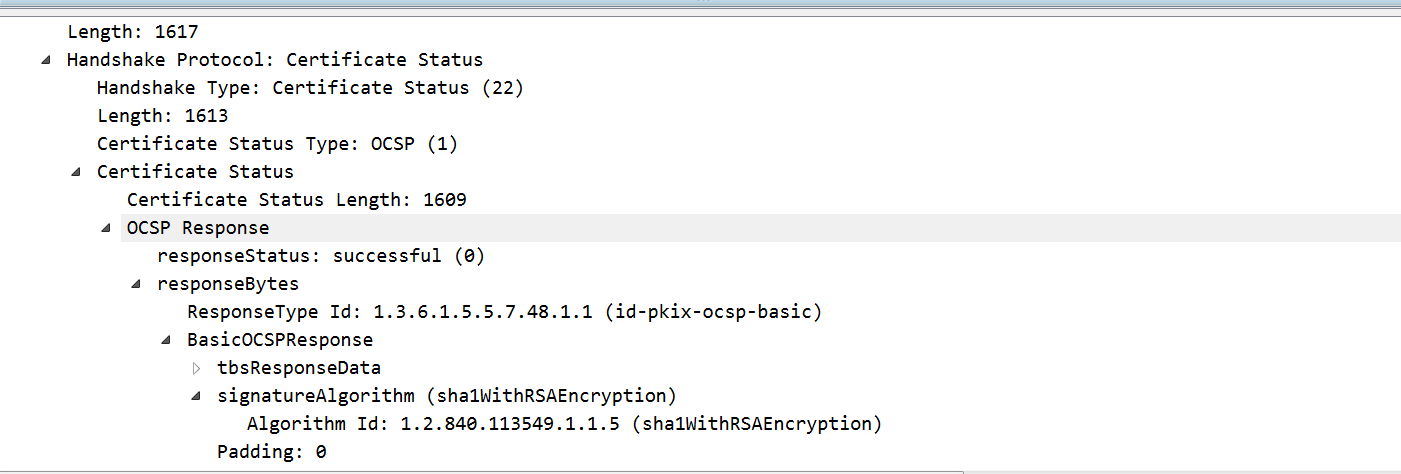 Length: 1617
Handshake Protocol: Certificate Status
Handshake Type: Certificate Status (22)
Length: 1613
Certificate Status Type: OCSP (1)
Certificate Status
Certificate Status Length: 1609
OCSP Response
responseStatus: successful (0)
responseBytes
ResponseType Id: 1.3.6.1.5.5.7.48.1.1 (id-pkix-ocsp-basic)
BasicOCSPResponse
tbsResponseData
signatureAlgorithm (sha1WithRSAEncryption)
Algorithm Id: 1.2.840.113549.1.1.5 (sha1WithRSAEncryption)
Padding: 0